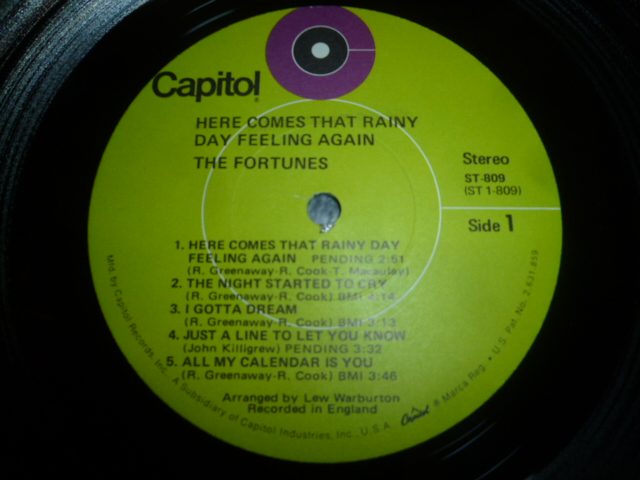 Capitol
HERE COMES THAT RAINY
DAY FEELING AGAIN
THE FORTUNES
Stereo
ST-809
(ST 1-809)
Side 1
1. HERE COMES THAT RAINY DAY
FEELING AGAIN PENDING 2:51
(R. Greenaway-R. Cook-T. Macaulay)
2. THE NIGHT STARTED TO CRY
(R. Greenaway-R. Cook) BMI 4:14
3. I GOTTA DREAM
(R. Greenaway-R. Cook) BMI 3:13
4. JUST A LINE TO LET YOU KNOW
(John Killigrew) PENDING 3:32
5. ALL MY CALENDAR IS YOU
(R. Greenaway-R. Cook) BMI 3:46
Arranged by Lew Warburton
Recorded in England
Mfg. by Capitol Records, Inc. A Subsidiary of Capitol Industries, Inc. U.S.A. Capitol ® Marca Reg. • U.S. Pat. No. 2,631,859